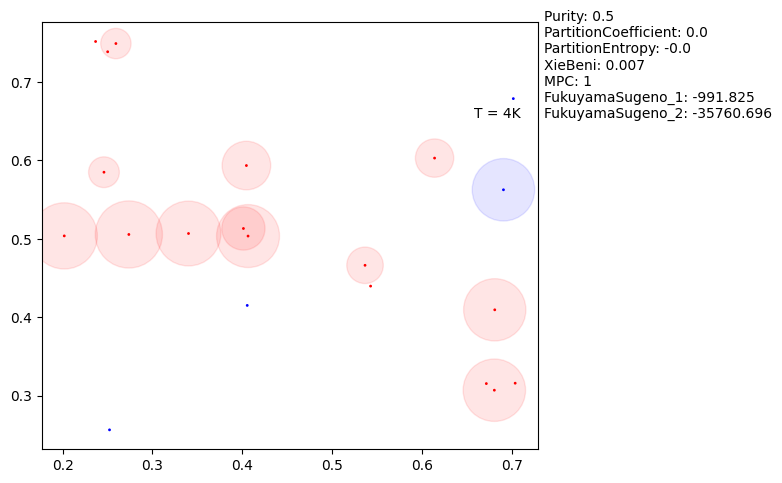 Purity: 0.5
PartitionCoefficient: 0.0
PartitionEntropy: -0.0
XieBeni: 0.007
MPC: 1
FukuyamaSugeno_1: -991.825
FukuyamaSugeno_2: -35760.696
T = 4K
0.7
0.6
0.5
0.4
0.3
0.2 0.3 0.4 0.5 0.6 0.7